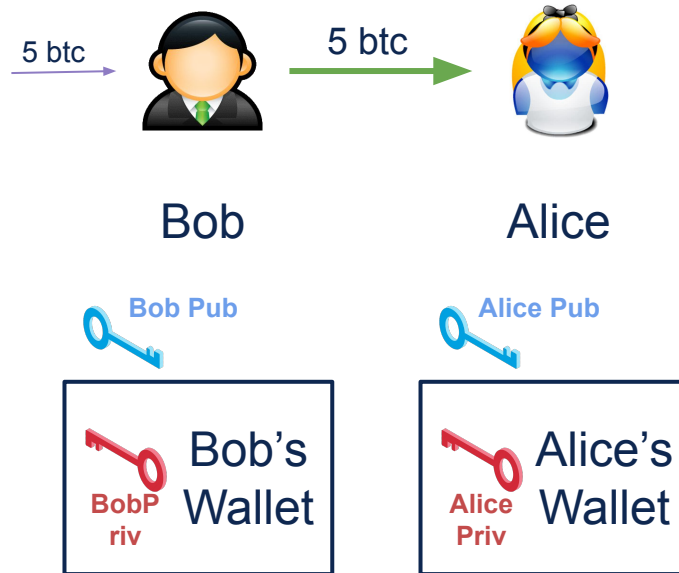 5 btc
5 btc
Bob
Alice
Bob Pub
Alice Pub
BobP
riv
Bob's
Wallet
Alice
Priv
Alice's
Wallet